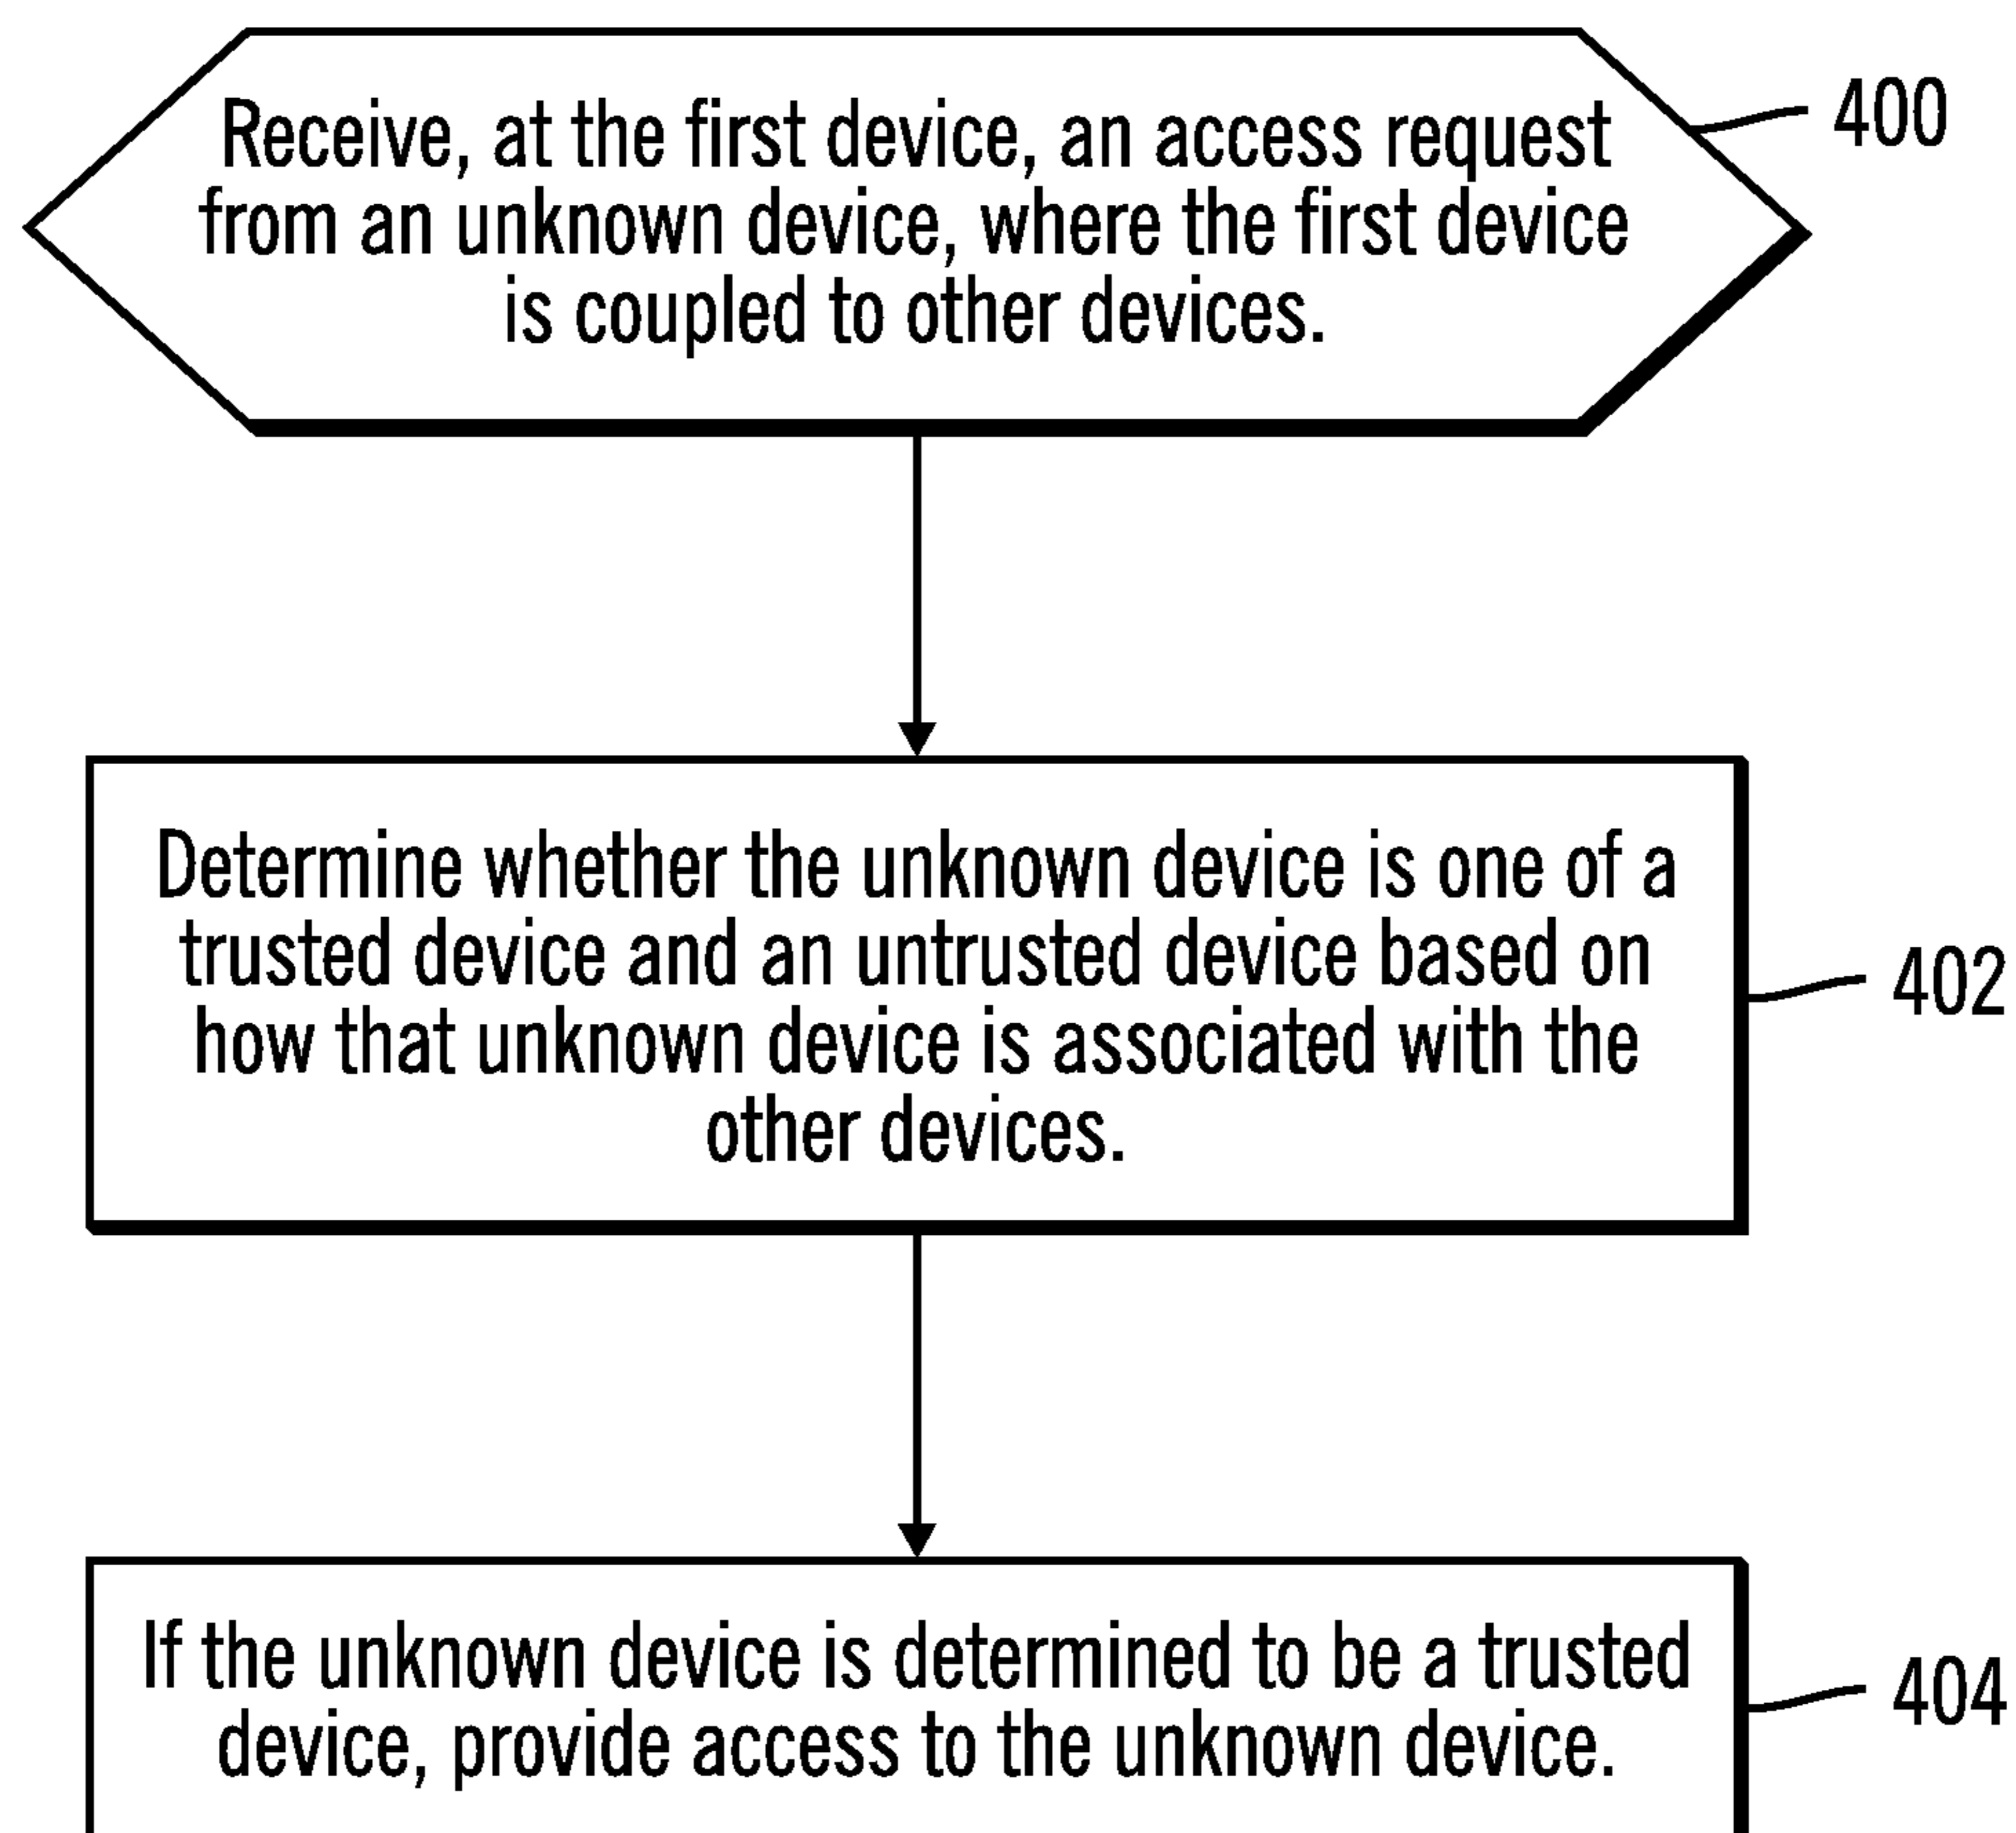 Receive, at the first device, an access request
from an unknown device, where the first device
is coupled to other devices.
400
Determine whether the unknown device is one of a
trusted device and an untrusted device based on
how that unknown device is associated with the
other devices.
402
If the unknown device is determined to be a trusted
device, provide access to the unknown device.
404